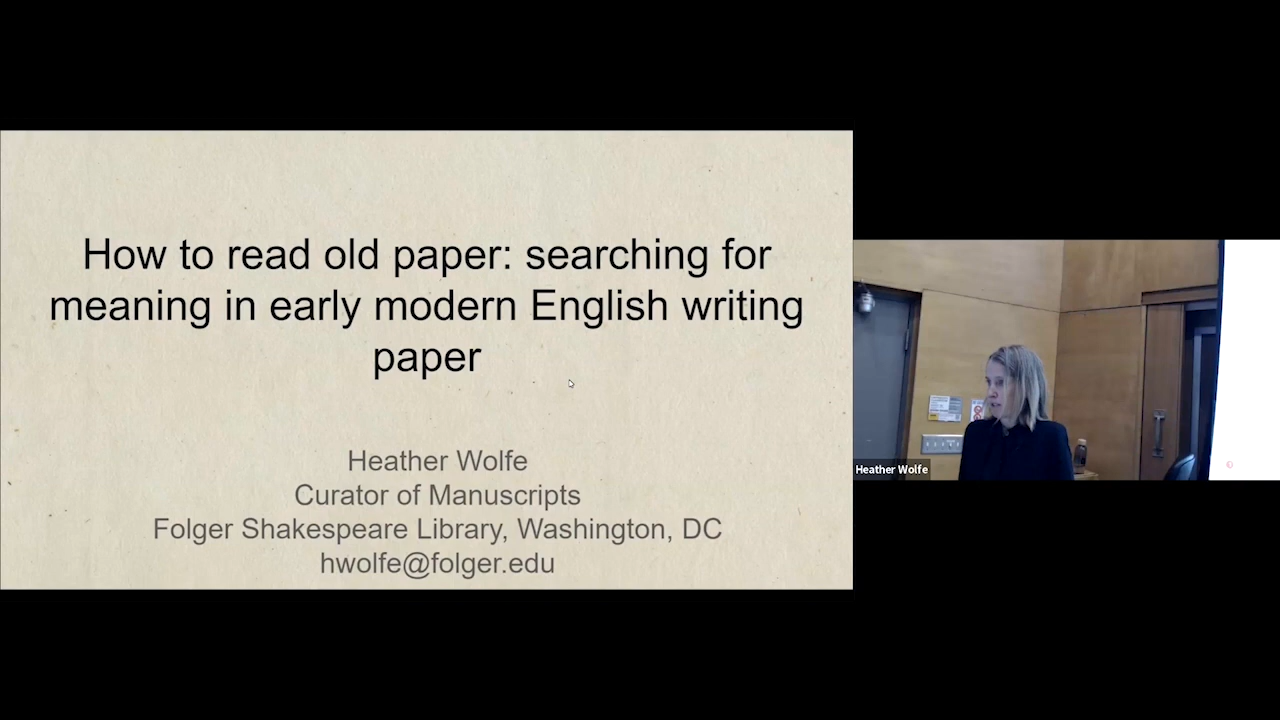 How to read old paper: searching for
meaning in early modern English writing
paper
Heather Wolfe
Curator of Manuscripts
Folger Shakespeare Library, Washington, DC
hwolfe@folger.edu
Heather Wolfe